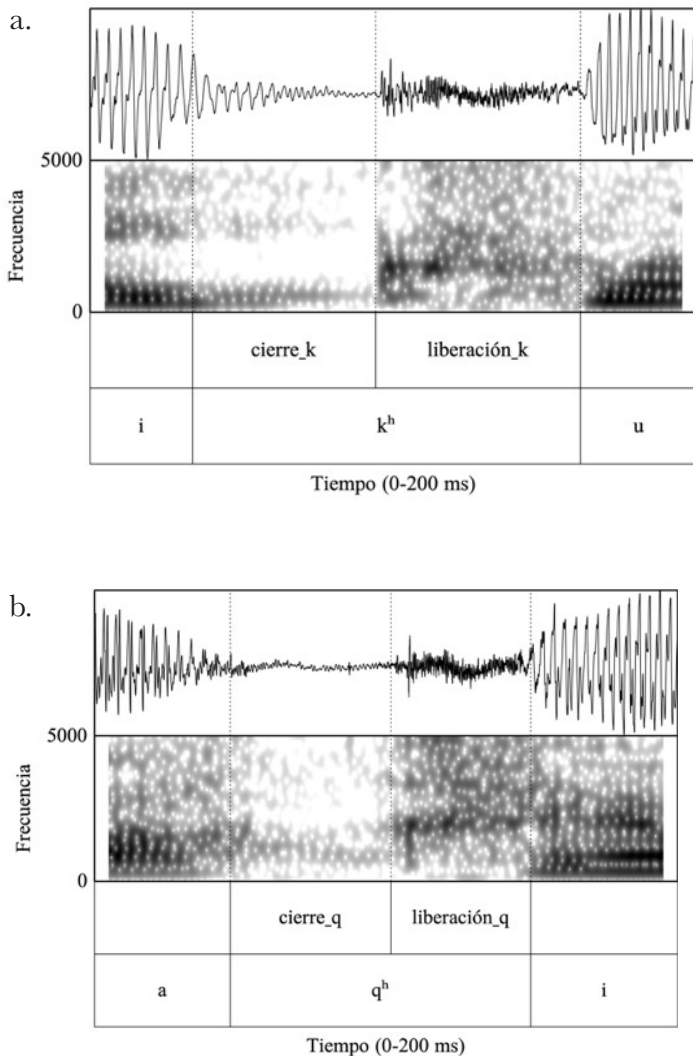 a.
5000
Frecuencia
0
cierre_k liberación_k
i kʰ u
Tiempo (0-200 ms)
b.
5000
Frecuencia
0
cierre_q liberación_q
a qʰ i
Tiempo (0-200 ms)